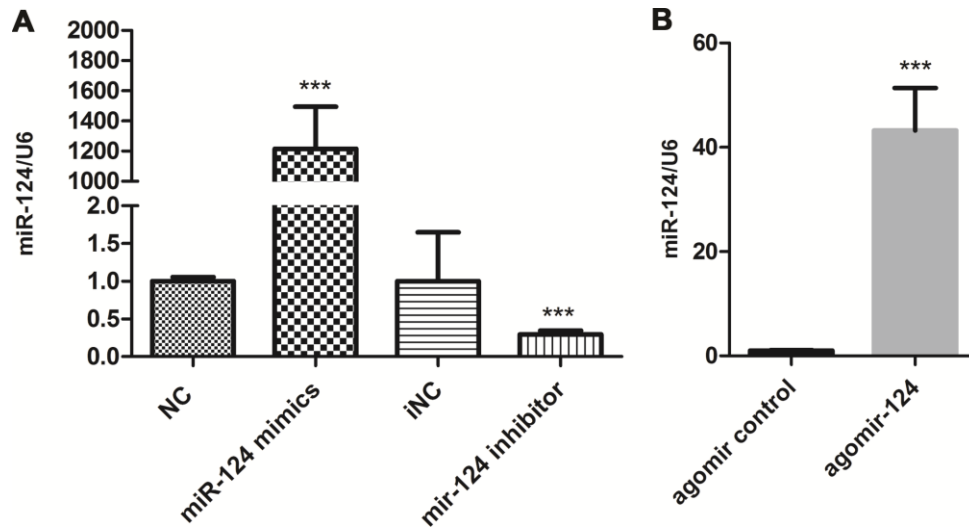 A
miR-124/U6
2000
1800
1600
1400
1200
1000
2.0
1.5
1.0
0.5
0.0
***
***
NC
miR-124 mimics
iNC
mir-124 inhibitor
B
miR-124/U6
60
40
20
0
***
agomir control
agomir-124